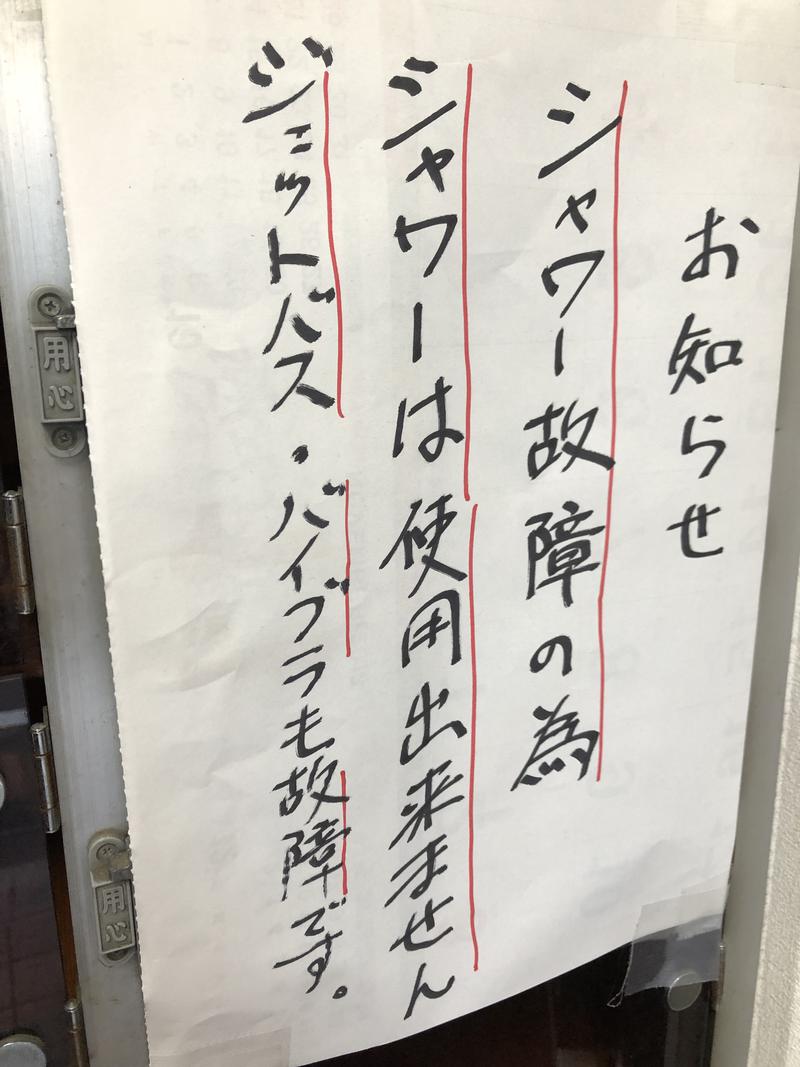 お知らせ
シャワー故障の為
シャワーは使用出来ません
ジェットバス・バイブラも故障です。
用心
用心